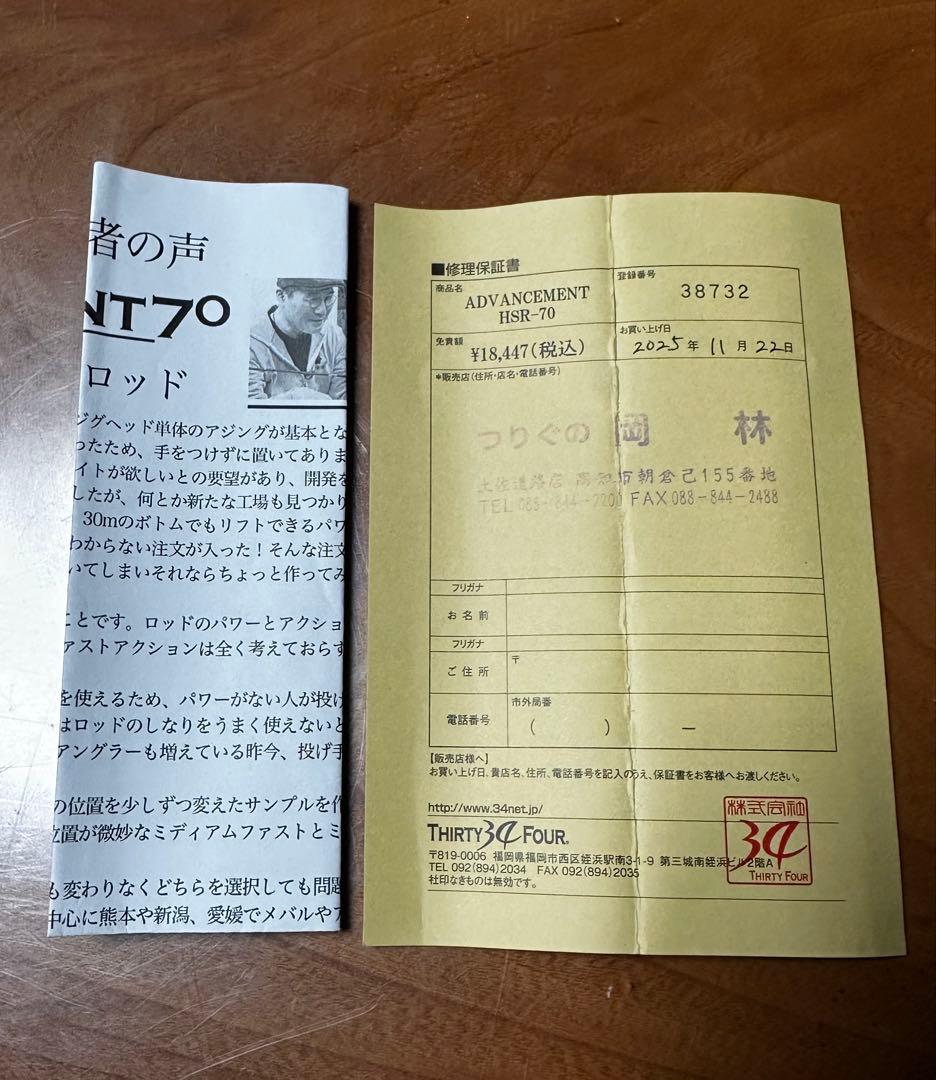 者の声
NT70
ロッド
ジグヘッド単体のアジングが基本とな
ったため、手をつけずに置いてありま
イトが欲しいとの要望があり、開発を
したが、何とか新たな工場も見つかり
30mのボトムでもリフトできるパワ
わからない注文が入った！そんな注文
いてしまいそれならちょっと作ってみ
ことです。ロッドのパワーとアクショ
ァストアクションは全く考えておらず
を使えるため、パワーがない人が投げ
はロッドのしなりをうまく使えないと
アングラーも増えている昨今、投げ手
の位置を少しずつ変えたサンプルを作
位置が微妙なミディアムファストとミ
も変わりなくどちらを選択しても問題
中心に熊本や新潟、愛媛でメバルやア
■修理保証書
商品名
ADVANCEMENT
HSR-70
登録番号
38732
免責額
¥18,447(税込)
お買い上げ日
2025年 11月 22日
*販売店(住所・店名・電話番号)
つりぐの 岡 林
土佐道路店 高知市朝倉己155番地
TEL 088-844-2201 FAX 088-844-2488
フリガナ
お名前
フリガナ
ご住所
〒
電話番号
市外局番
( ) ー
【販売店様へ】
お買い上げ日、貴店名、住所、電話番号を記入のうえ、保証書をお客様へお渡しください。
http://www.34net.jp/
THIRTY 34 FOUR.
〒819-0006 福岡県福岡市西区姪浜駅南3-1-9 第三城南姪浜ビル2階A
TEL 092(894)2034 FAX 092(894)2035
社印なきものは無効です。
株式会社
34
THIRTY FOUR